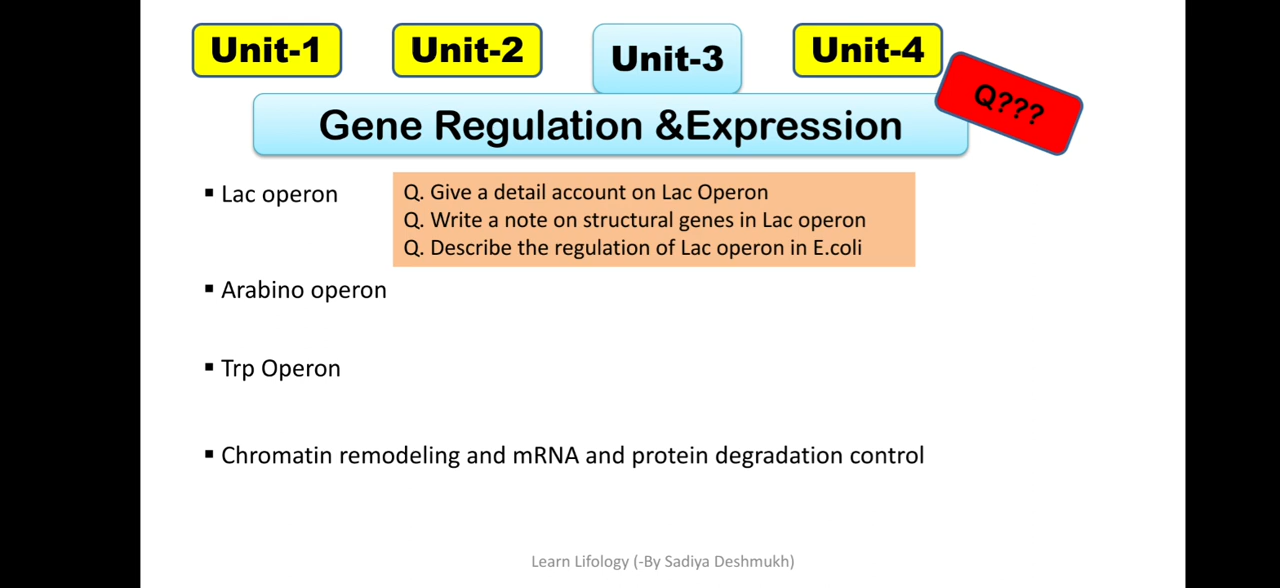 Unit-1
Unit-2
Unit-3
Unit-4
Q???
Gene Regulation &Expression
▪ Lac operon
Q. Give a detail account on Lac Operon
Q. Write a note on structural genes in Lac operon
Q. Describe the regulation of Lac operon in E.coli
▪ Arabino operon
▪ Trp Operon
▪ Chromatin remodeling and mRNA and protein degradation control
Learn Lifology (-By Sadiya Deshmukh)